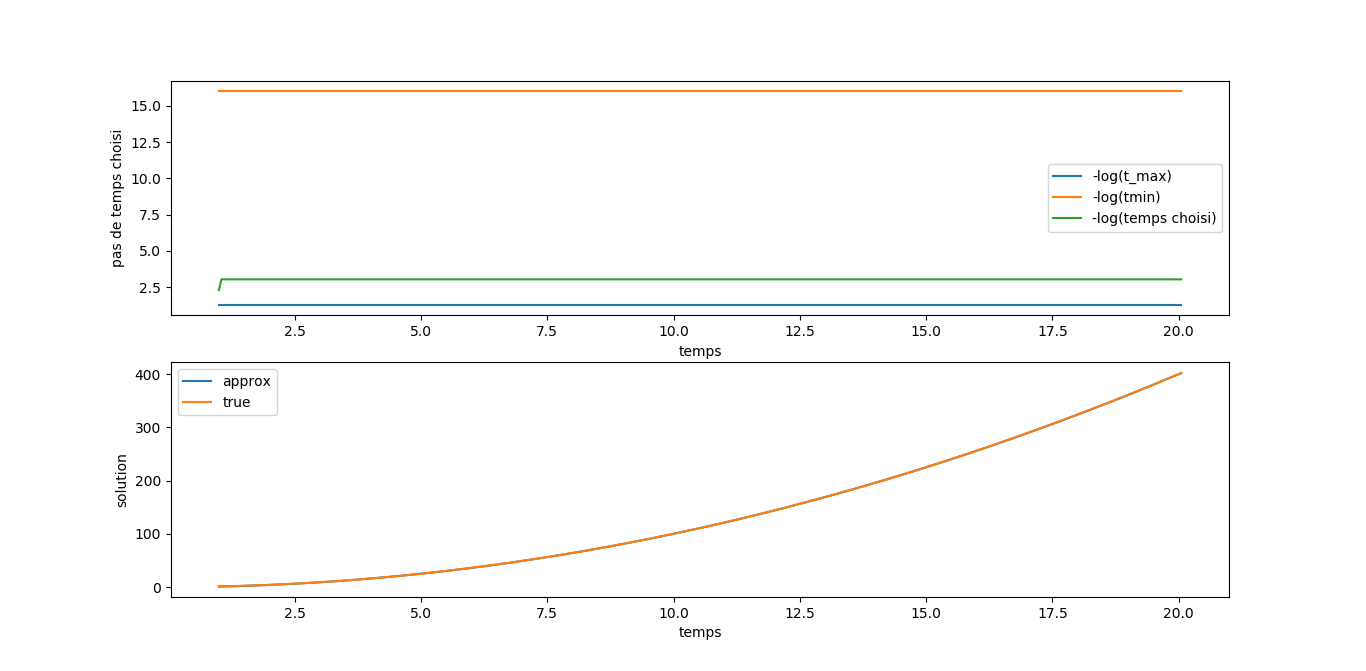 pas de temps choisi
15.0
12.5
10.0
7.5
5.0
2.5
-log(t_max)
-log(tmin)
-log(temps choisi)
2.5 5.0 7.5 10.0 12.5 15.0 17.5 20.0
temps
solution
400
300
200
100
0
approx
true
2.5 5.0 7.5 10.0 12.5 15.0 17.5 20.0
temps